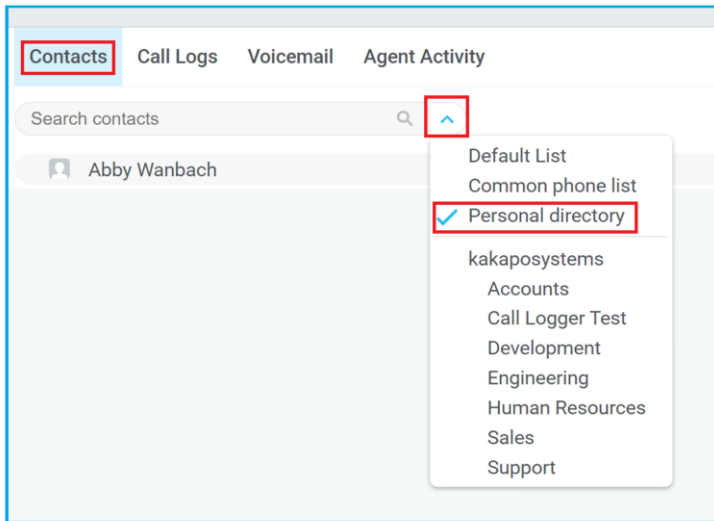 Contacts Call Logs Voicemail Agent Activity
Search contacts
Abby Wanbach
Default List
Common phone list
Personal directory
kakaposystems
Accounts
Call Logger Test
Development
Engineering
Human Resources
Sales
Support